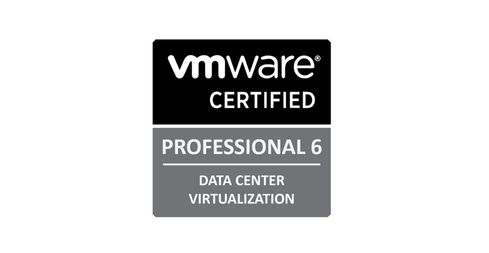 vmware®
CERTIFIED
PROFESSIONAL 6
DATA CENTER
VIRTUALIZATION